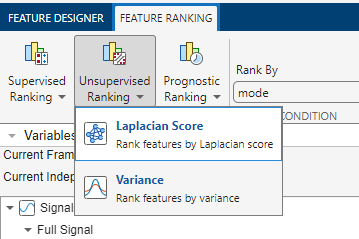 FEATURE DESIGNER
FEATURE RANKING
Supervised Ranking
Unsupervised Ranking
Prognostic Ranking
Rank By
mode
CONDITION
Laplacian Score
Rank features by Laplacian score
Variance
Rank features by variance
Variables
Current Fram
Current Indep
Signal
Full Signal